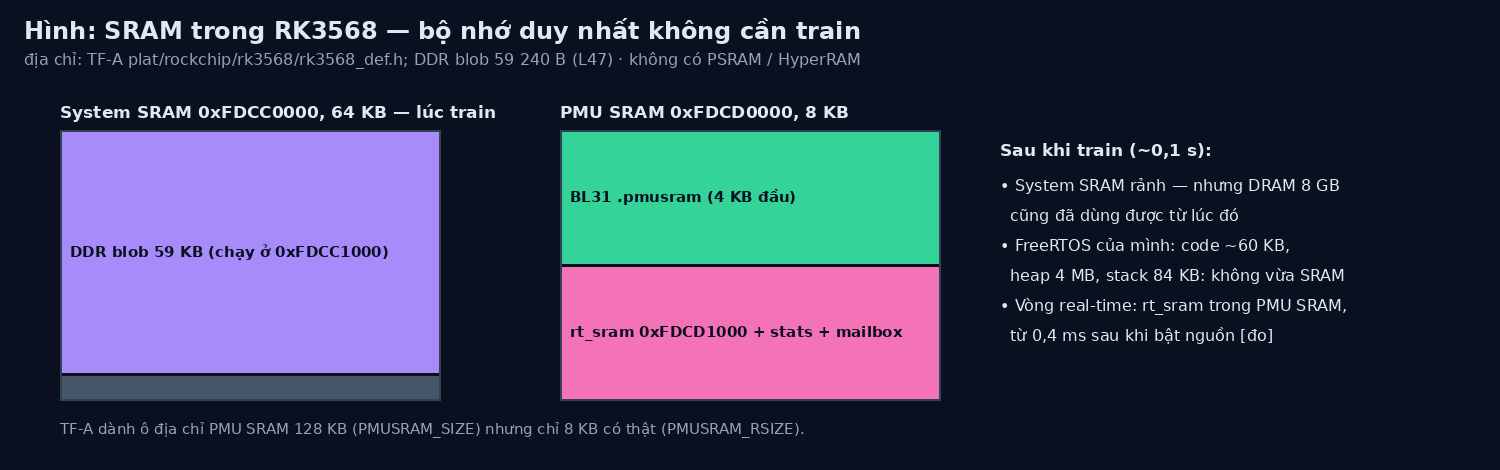 Hình: SRAM trong RK3568 — bộ nhớ duy nhất không cần train
địa chỉ: TF-A plat/rockchip/rk3568/rk3568_def.h; DDR blob 59 240 B (L47) · không có PSRAM / HyperRAM
System SRAM 0xFDCC0000, 64 KB — lúc train
DDR blob 59 KB (chạy ở 0xFDCC1000)
PMU SRAM 0xFDCD0000, 8 KB
BL31 .pmusram (4 KB đầu)
rt_sram 0xFDCD1000 + stats + mailbox
Sau khi train (~0,1 s):
• System SRAM rảnh — nhưng DRAM 8 GB
cũng đã dùng được từ lúc đó
• FreeRTOS của mình: code ~60 KB,
heap 4 MB, stack 84 KB: không vừa SRAM
• Vòng real-time: rt_sram trong PMU SRAM,
từ 0,4 ms sau khi bật nguồn [đo]
TF-A dành ô địa chỉ PMU SRAM 128 KB (PMUSRAM_SIZE) nhưng chỉ 8 KB có thật (PMUSRAM_RSIZE).